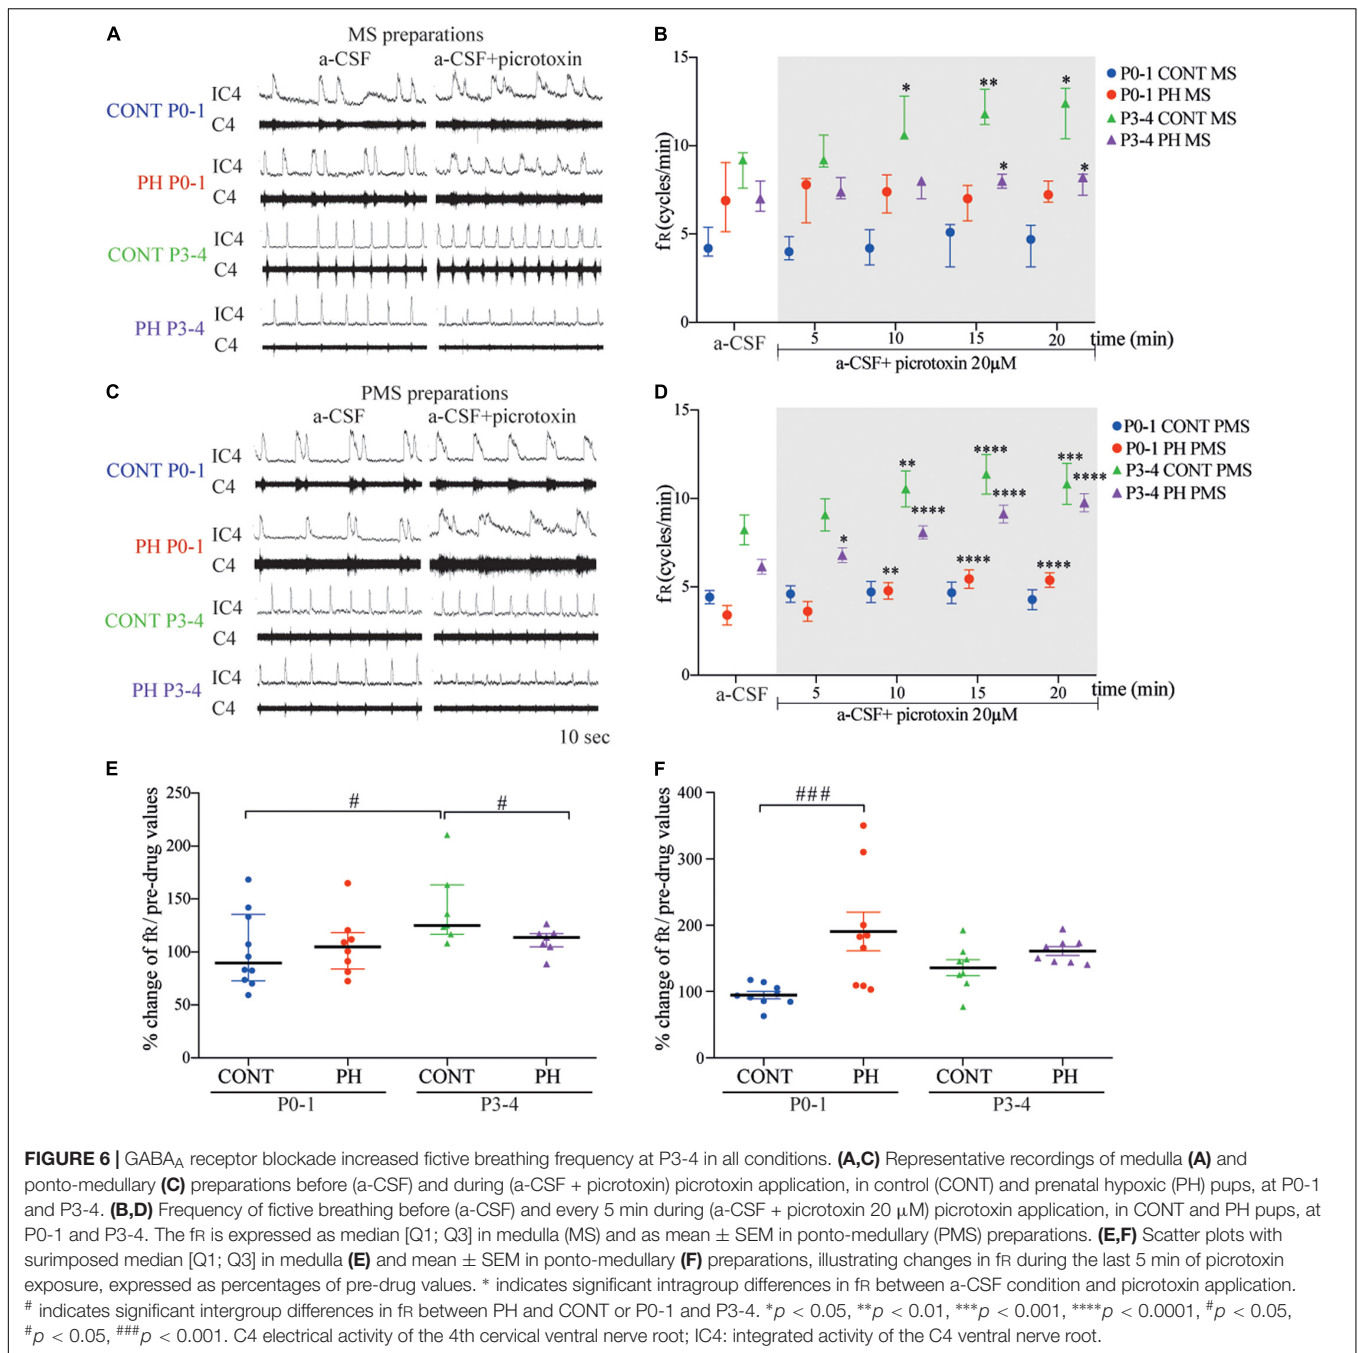 A
MS preparations
a-CSF
a-CSF+picrotoxin
CONT P0-1
IC4
C4
PH P0-1
IC4
C4
CONT P3-4
IC4
C4
PH P3-4
IC4
C4
B
15
10
5
0
fR(cycles/min)
* ** *
* *
P0-1 CONT MS
P0-1 PH MS
P3-4 CONT MS
P3-4 PH MS
a-CSF
5 10 15 20
time (min)
a-CSF+ picrotoxin 20µM
C
PMS preparations
a-CSF
a-CSF+picrotoxin
CONT P0-1
IC4
C4
PH P0-1
IC4
C4
CONT P3-4
IC4
C4
PH P3-4
IC4
C4
10 sec
D
15
10
5
0
fR(cycles/min)
** **** ***
* **** **** ****
** **** ****
P0-1 CONT PMS
P0-1 PH PMS
P3-4 CONT PMS
P3-4 PH PMS
a-CSF
5 10 15 20
time (min)
a-CSF+ picrotoxin 20µM
E
% change of fR/ pre-drug values
250
200
150
100
50
0
# #
CONT PH CONT PH
P0-1 P3-4
F
% change of fR/ pre-drug values
400
300
200
100
0
###
CONT PH CONT PH
P0-1 P3-4
FIGURE 6 | GABAA receptor blockade increased fictive breathing frequency at P3-4 in all conditions. (A,C) Representative recordings of medulla (A) and
ponto-medullary (C) preparations before (a-CSF) and during (a-CSF + picrotoxin) picrotoxin application, in control (CONT) and prenatal hypoxic (PH) pups, at P0-1
and P3-4. (B,D) Frequency of fictive breathing before (a-CSF) and every 5 min during (a-CSF + picrotoxin 20 µM) picrotoxin application, in CONT and PH pups, at
P0-1 and P3-4. The fR is expressed as median [Q1; Q3] in medulla (MS) and as mean ± SEM in ponto-medullary (PMS) preparations. (E,F) Scatter plots with
surimposed median [Q1; Q3] in medulla (E) and mean ± SEM in ponto-medullary (F) preparations, illustrating changes in fR during the last 5 min of picrotoxin
exposure, expressed as percentages of pre-drug values. * indicates significant intragroup differences in fR between a-CSF condition and picrotoxin application.
# indicates significant intergroup differences in fR between PH and CONT or P0-1 and P3-4. *p < 0.05, **p < 0.01, ***p < 0.001, ****p < 0.0001, #p < 0.05,
#p < 0.05, ###p < 0.001. C4 electrical activity of the 4th cervical ventral nerve root; IC4: integrated activity of the C4 ventral nerve root.